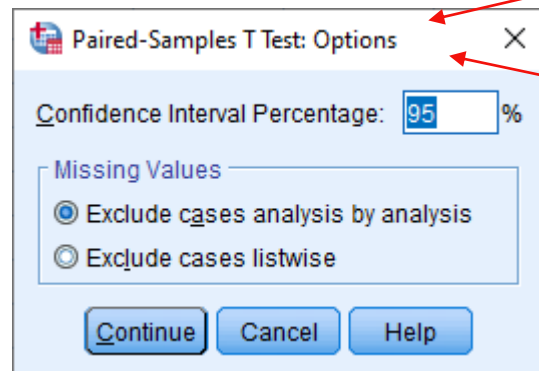 Paired-Samples T Test: Options
Confidence Interval Percentage: 95 %
Missing Values
Exclude cases analysis by analysis
Exclude cases listwise
Continue Cancel Help